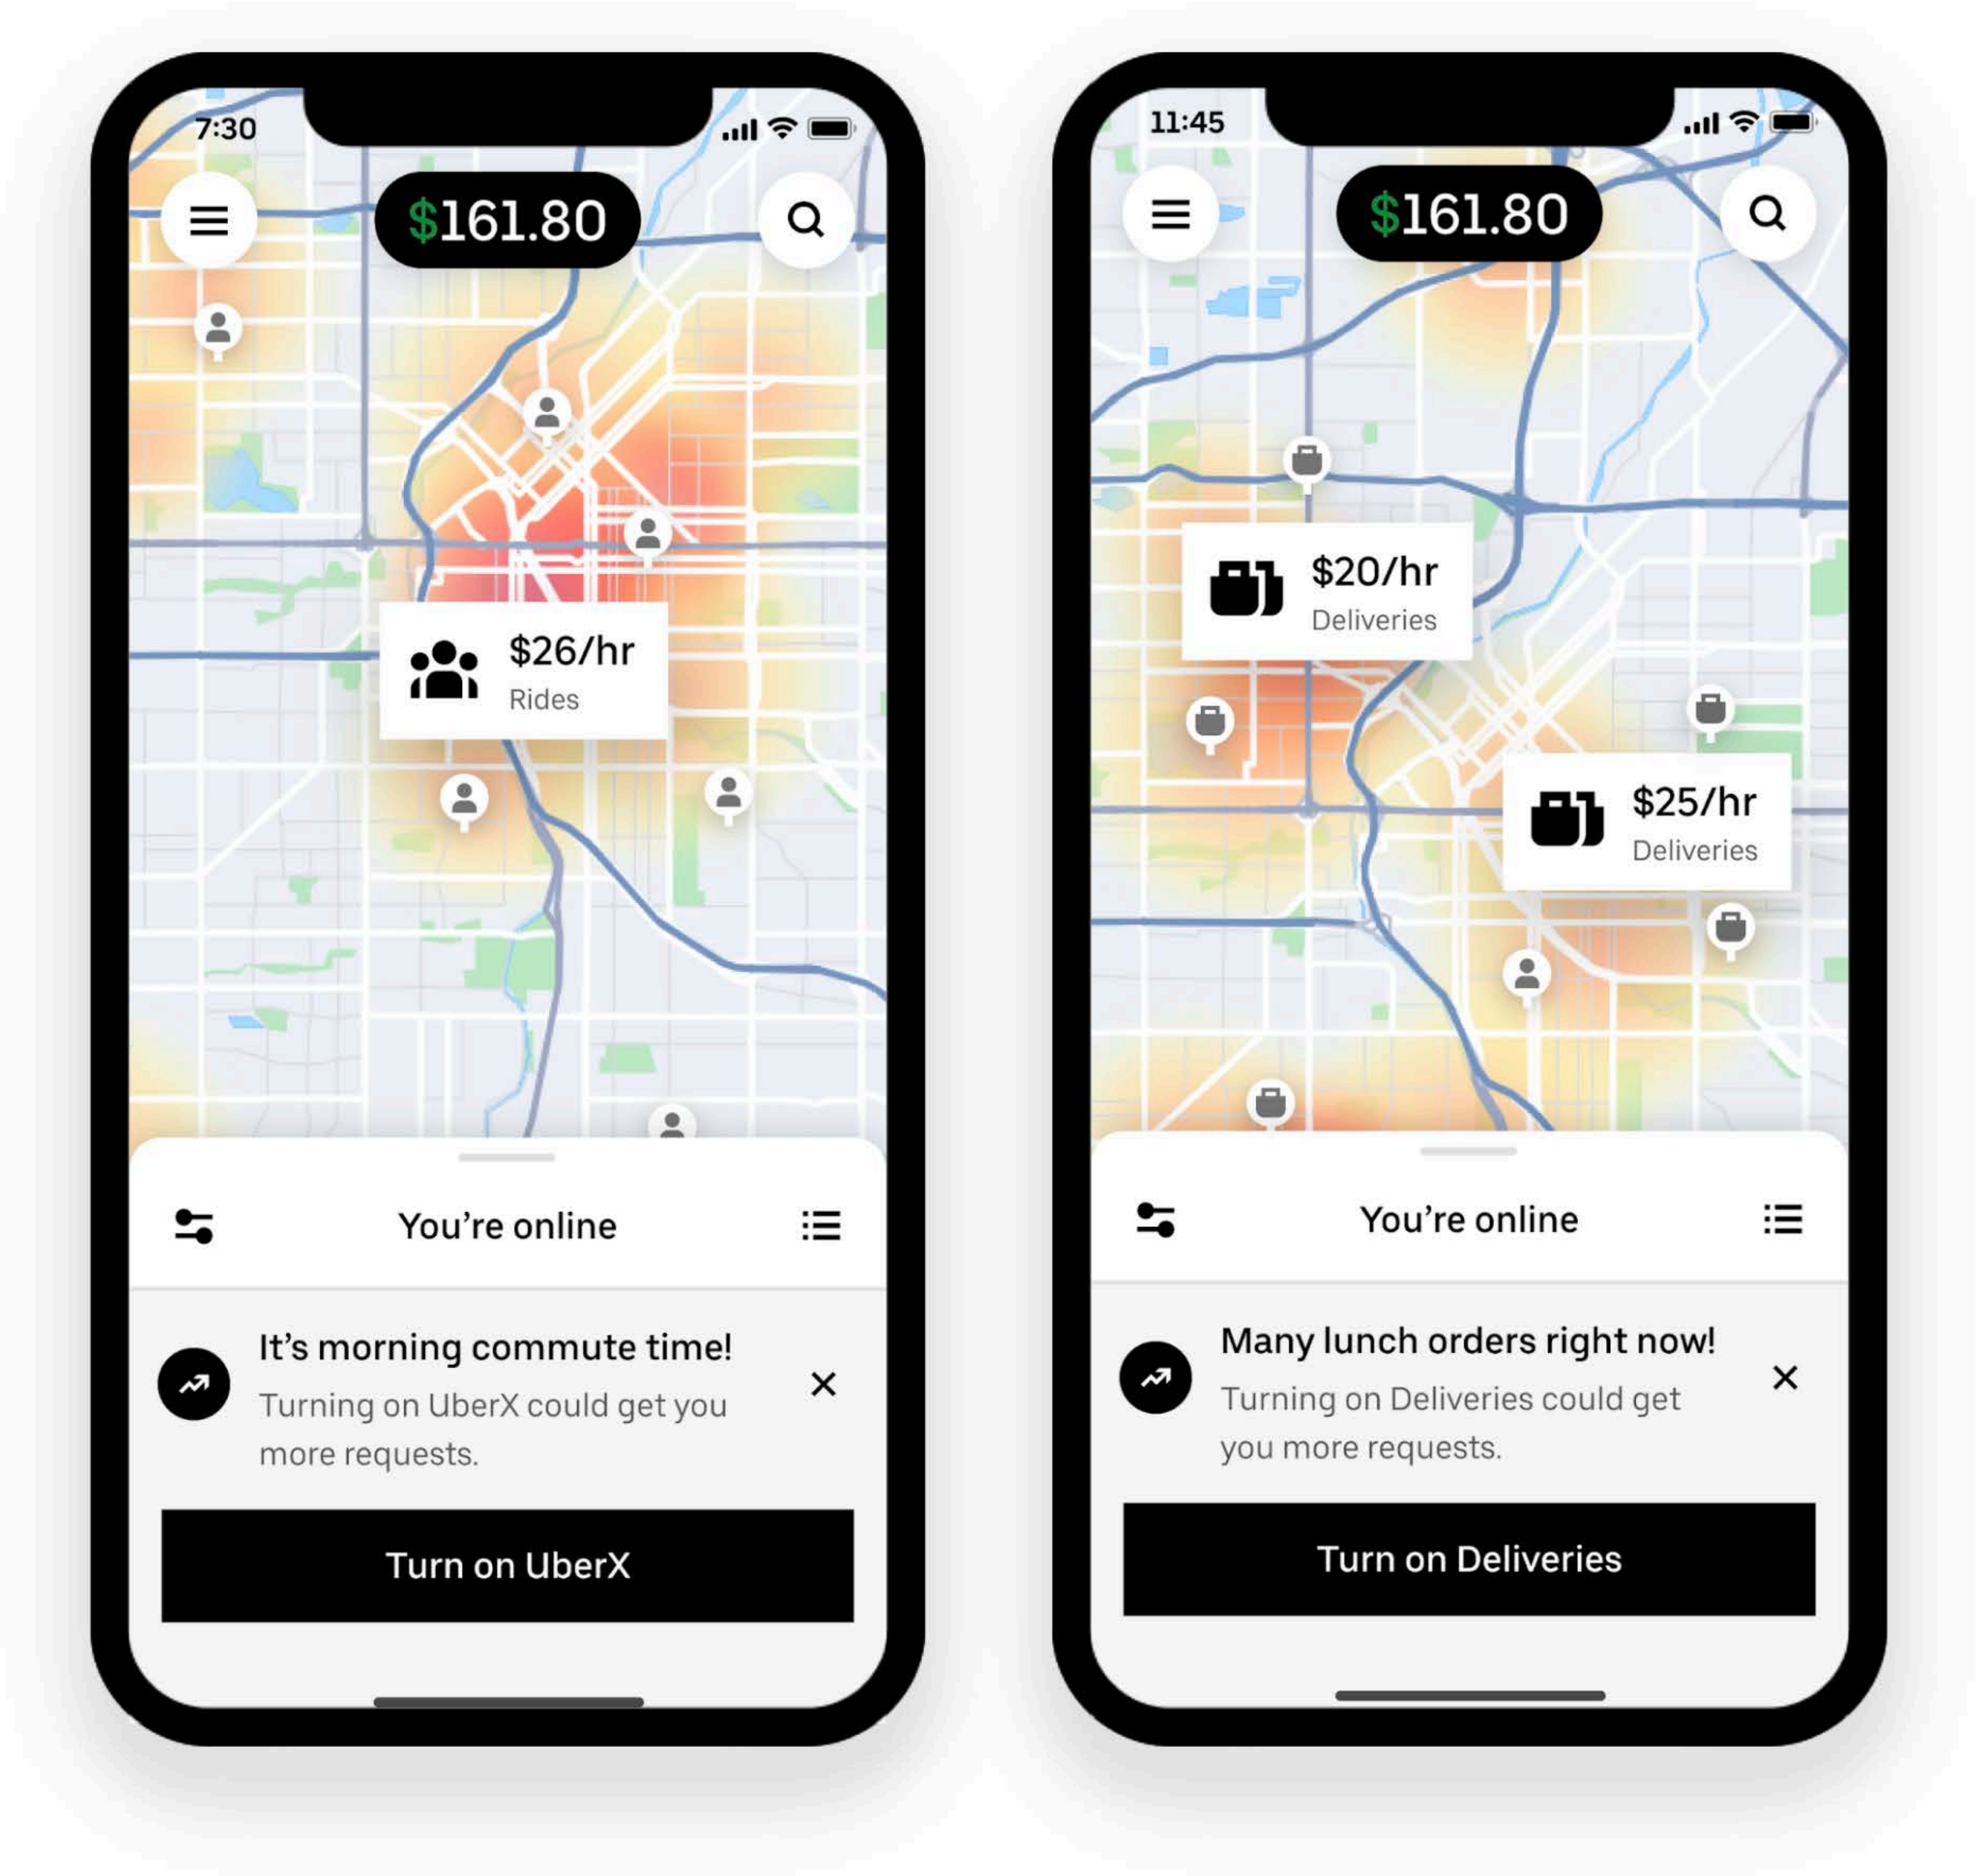 7:30
$161.80
$26/hr
Rides
You’re online
It’s morning commute time!
Turning on UberX could get you
more requests.
Turn on UberX
11:45
$161.80
$20/hr
Deliveries
$25/hr
Deliveries
You’re online
Many lunch orders right now!
Turning on Deliveries could get
you more requests.
Turn on Deliveries